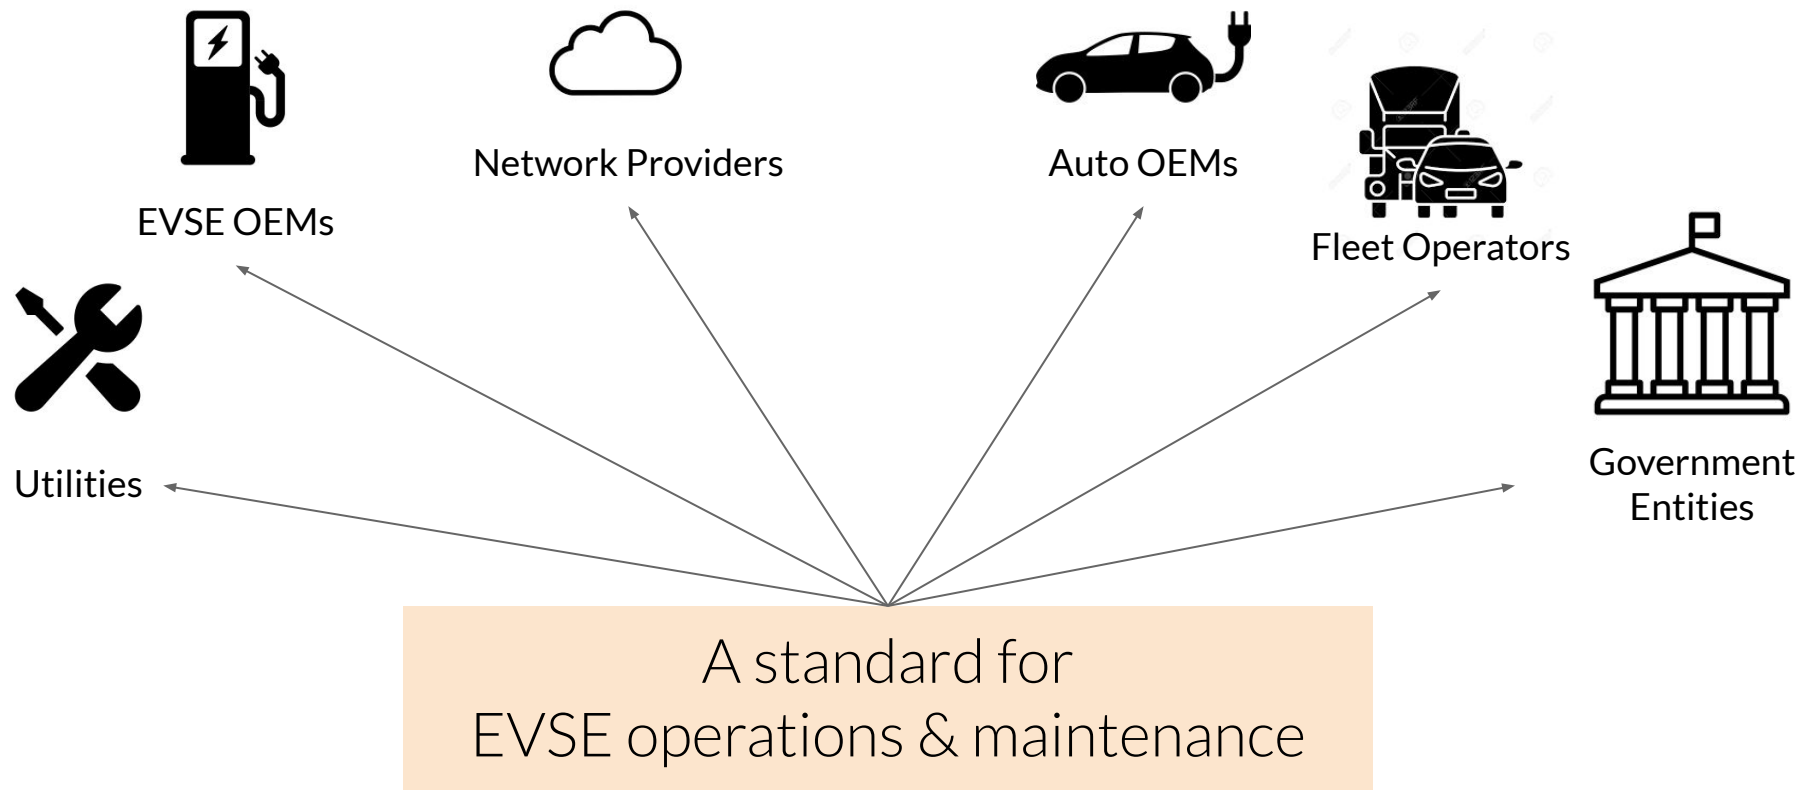 Network Providers
Auto OEMs
EVSE OEMs
Fleet Operators
Utilities
Government
Entities
A standard for
EVSE operations & maintenance